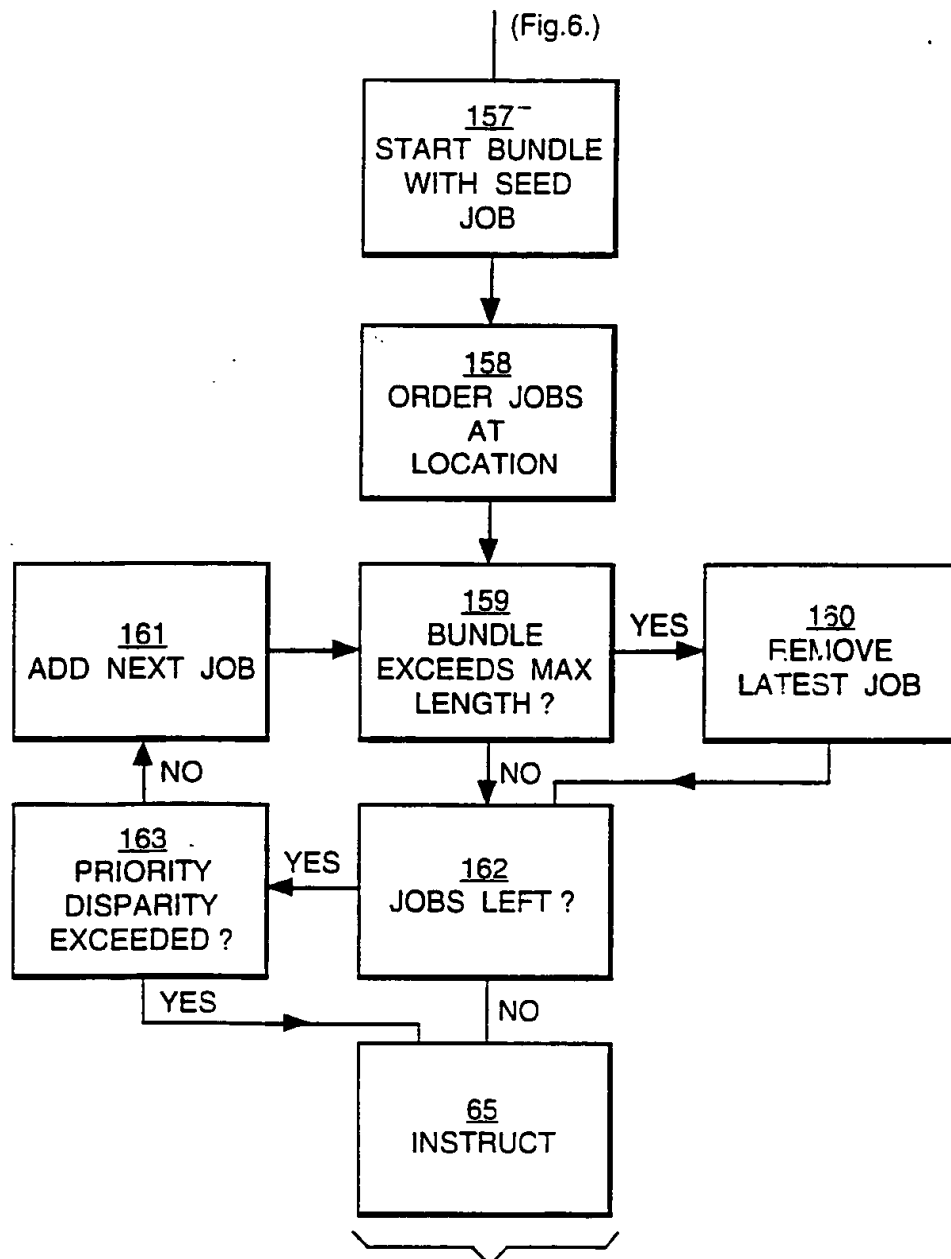 (Fig.6.)
157
START BUNDLE
WITH SEED
JOB
158
ORDER JOBS
AT
LOCATION
161
ADD NEXT JOB
159
BUNDLE
EXCEEDS MAX
LENGTH ?
YES
160
REMOVE
LATEST JOB
NO
NO
163
PRIORITY
DISPARITY
EXCEEDED ?
YES
162
JOBS LEFT ?
YES
NO
65
INSTRUCT